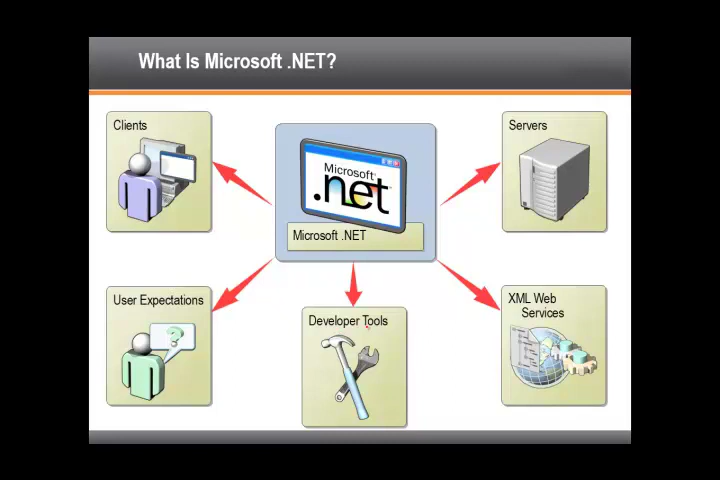 What Is Microsoft .NET?
Clients
Microsoft
.net
Microsoft .NET
Servers
User Expectations
?
Developer Tools
XML Web
Services